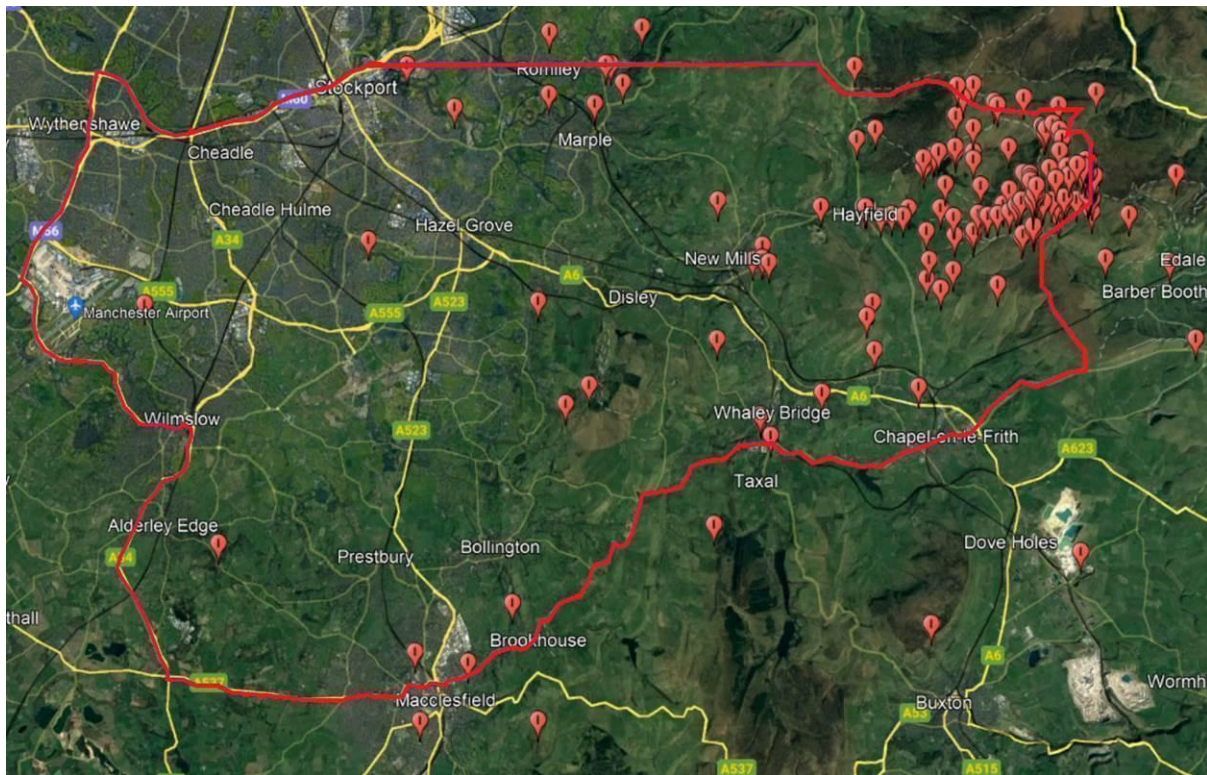 Romiley
Stockport
M60
Wythenshawe
Marple
Cheadle
Cheadle Hulme
Hayfield
Hazel Grove
M56
A34
New Mills
Edale
A6
A555
Disley
Barber Booth
A523
Manchester Airport
A555
A6
Whaley Bridge
Wilmslow
A523
Chapel-en-le-Frith
A623
Taxal
Alderley Edge
Dove Holes
Bollington
Prestbury
A34
thall
Brookhouse
A6
A537
Wormh
Macclesfield
Buxton
A53
A537
A515